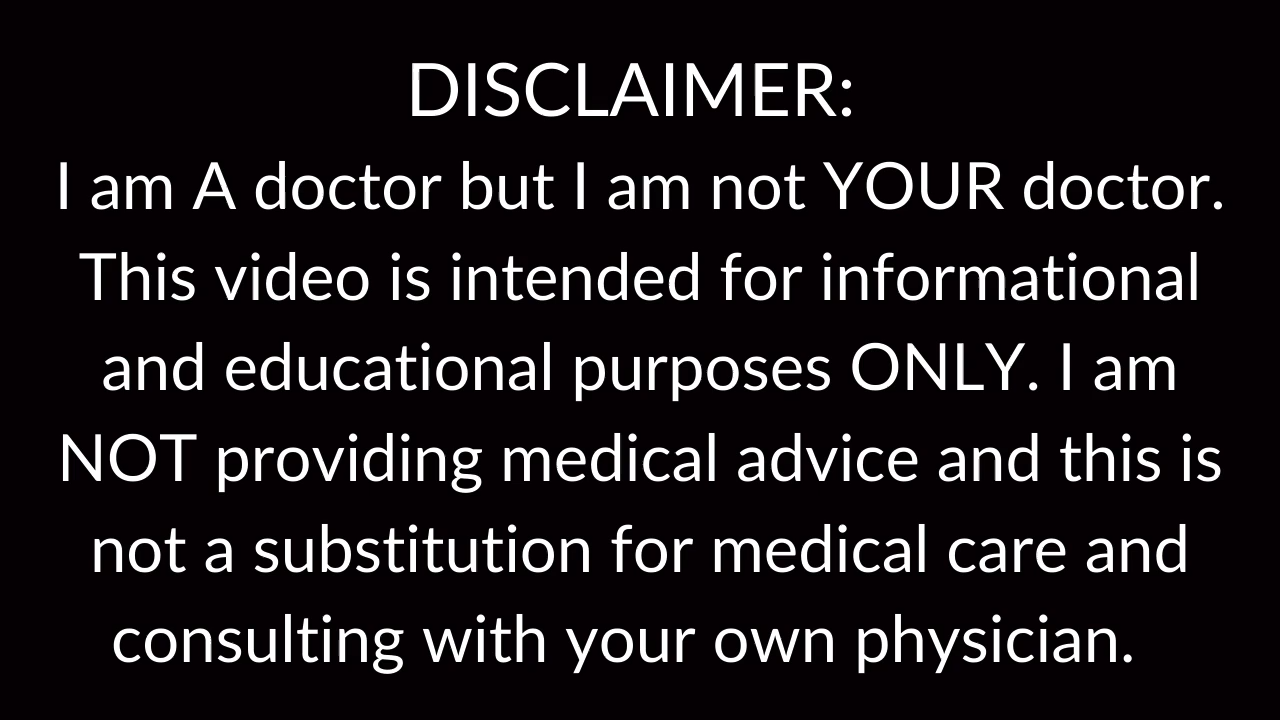 DISCLAIMER:
I am A doctor but I am not YOUR doctor.
This video is intended for informational
and educational purposes ONLY. I am
NOT providing medical advice and this is
not a substitution for medical care and
consulting with your own physician.